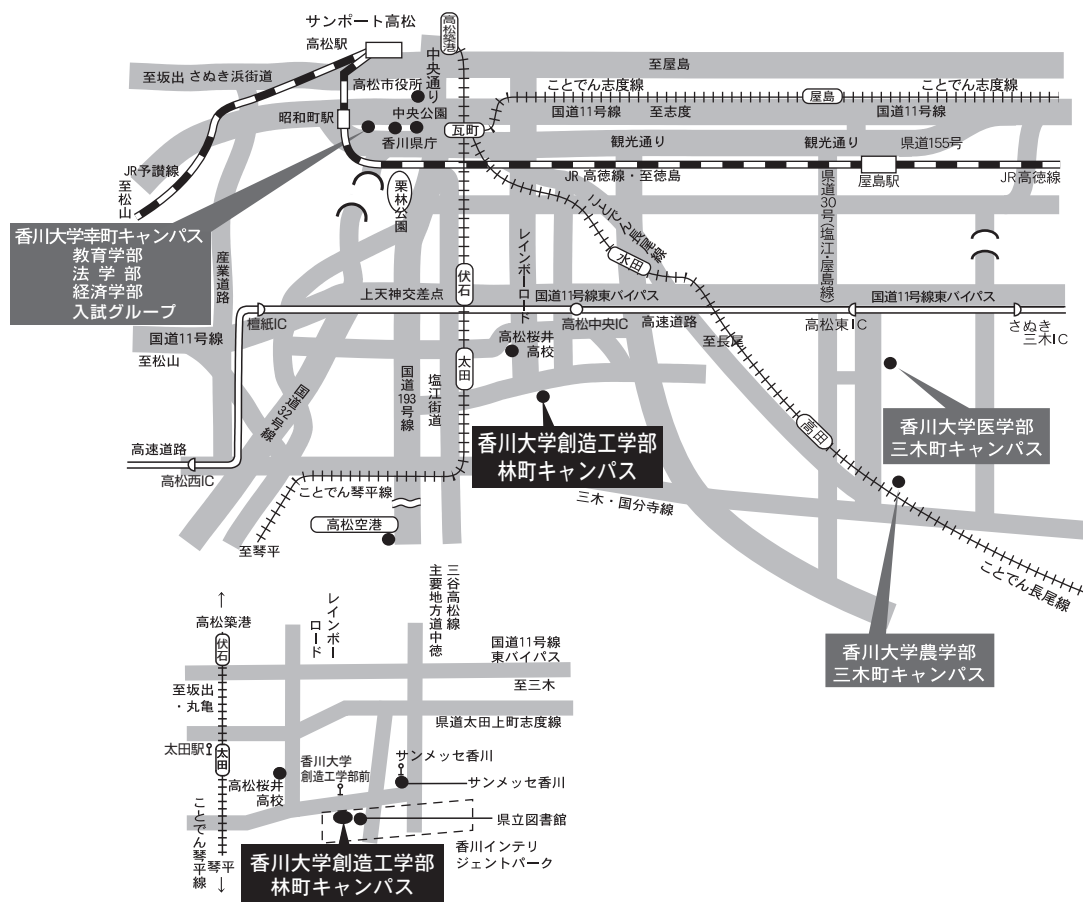 サンポート高松
高松駅
高松築港
中央通り
至坂出 さぬき浜街道
高松市役所
至屋島
ことでん志度線
屋島
ことでん志度線
国道11号線
至志度
国道11号線
昭和町駅
中央公園
香川県庁
瓦町
観光通り
観光通り
県道155号
JR予讃線
至松山
JR高徳線・至徳島
屋島駅
JR高徳線
栗林公園
香川大学幸町キャンパス
教育学部
法学部
経済学部
入試グループ
産業道路
レインボーロード
ことでん長尾線
水田
県道30号(塩江・屋島線)
伏石
上天神交差点
国道11号線東バイパス
国道11号線東バイパス
檀紙IC
高松中央IC
高速道路
高松東IC
さぬき
三木IC
国道11号線
至松山
高松桜井
高校
至長尾
太田
国道32号線
国道193号線
塩江街道
香川大学創造工学部
林町キャンパス
高田
香川大学医学部
三木町キャンパス
高速道路
高松西IC
ことでん琴平線
三木・国分寺線
高松空港
至琴平
ことでん長尾線
香川大学農学部
三木町キャンパス
↑
高松築港
伏石
レインボー
ロード
三谷高松線
主要地方道中徳
国道11号線
東バイパス
至三木
至坂出
・丸亀
県道太田上町志度線
太田駅
太田
高松桜井
高校
香川大学
創造工学部前
サンメッセ香川
サンメッセ香川
県立図書館
香川インテリ
ジェントパーク
ことでん琴平線
琴平
↓
香川大学創造工学部
林町キャンパス